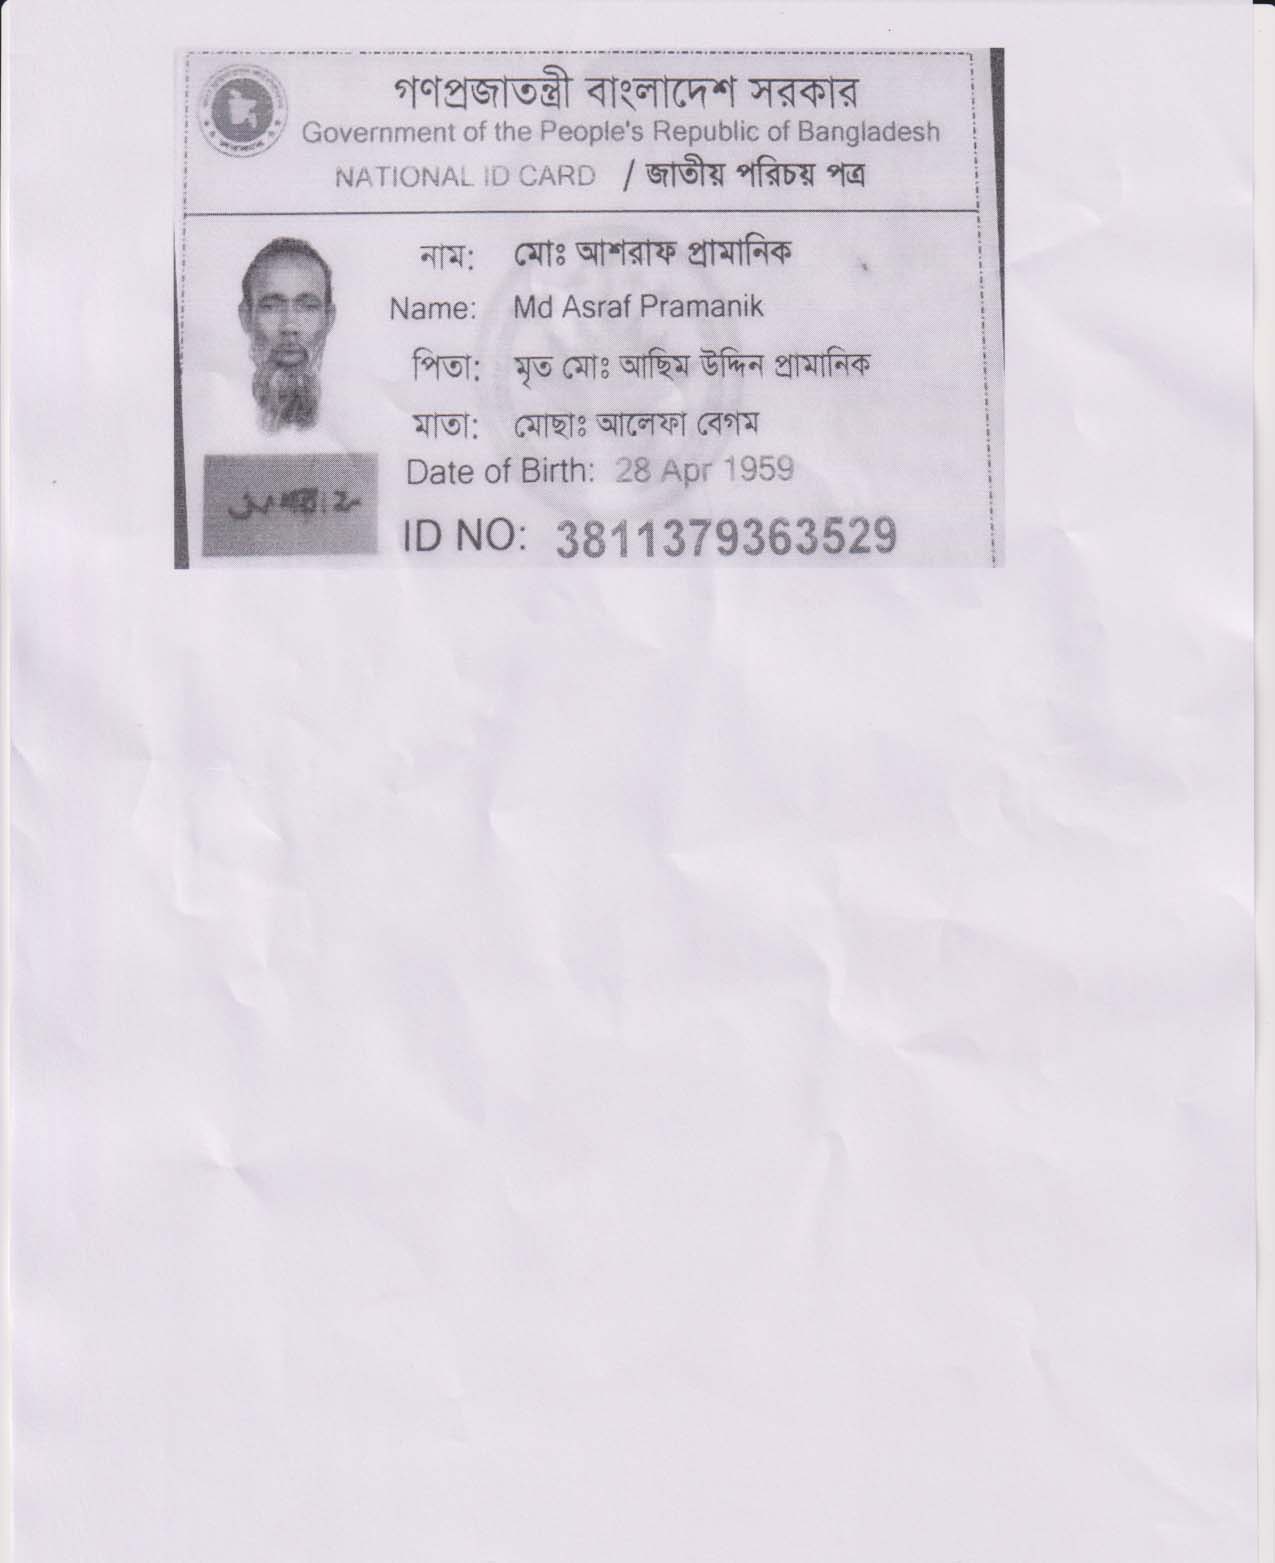 গণপ্রজাতন্ত্রী বাংলাদেশ সরকার
Government of the People's Republic of Bangladesh
NATIONAL ID CARD / জাতীয় পরিচয় পত্র
নাম: মোঃ আশরাফ প্রামানিক
Name: Md Asraf Pramanik
পিতা: মৃত মোঃ আছিম উদ্দিন প্রামানিক
মাতা: মোছাঃ আলেফা বেগম
Date of Birth: 28 Apr 1959
ID NO: 3811379363529